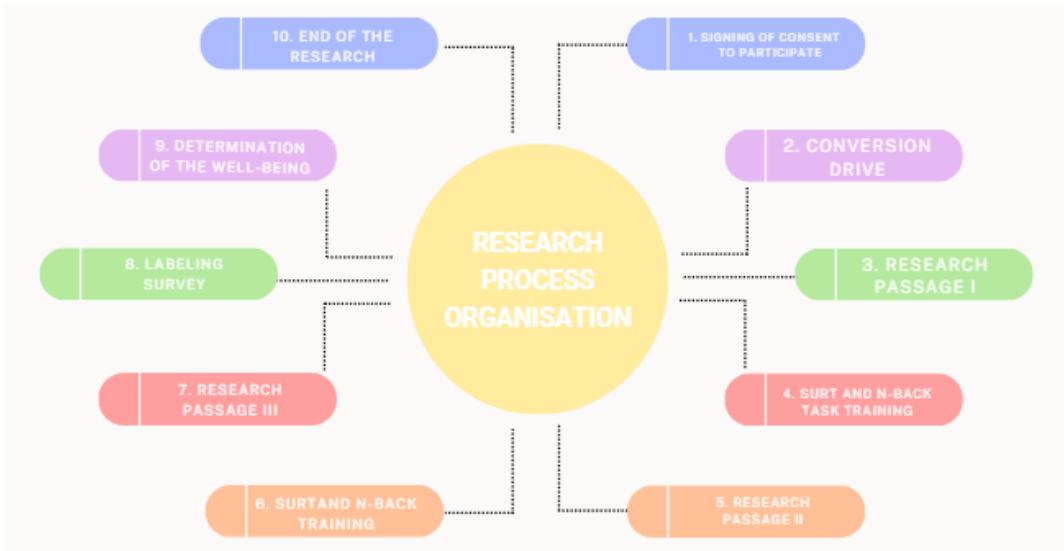 RESEARCH
PROCESS
ORGANISATION
1. SIGNING OF CONSENT
TO PARTICIPATE
2. CONVERSION
DRIVE
3. RESEARCH
PASSAGE I
4. SURT AND N-BACK
TASK TRAINING
5. RESEARCH
PASSAGE II
6. SURTAND N-BACK
TRAINING
7. RESEARCH
PASSAGE III
8. LABELING
SURVEY
9. DETERMINATION
OF THE WELL-BEING
10. END OF THE
RESEARCH